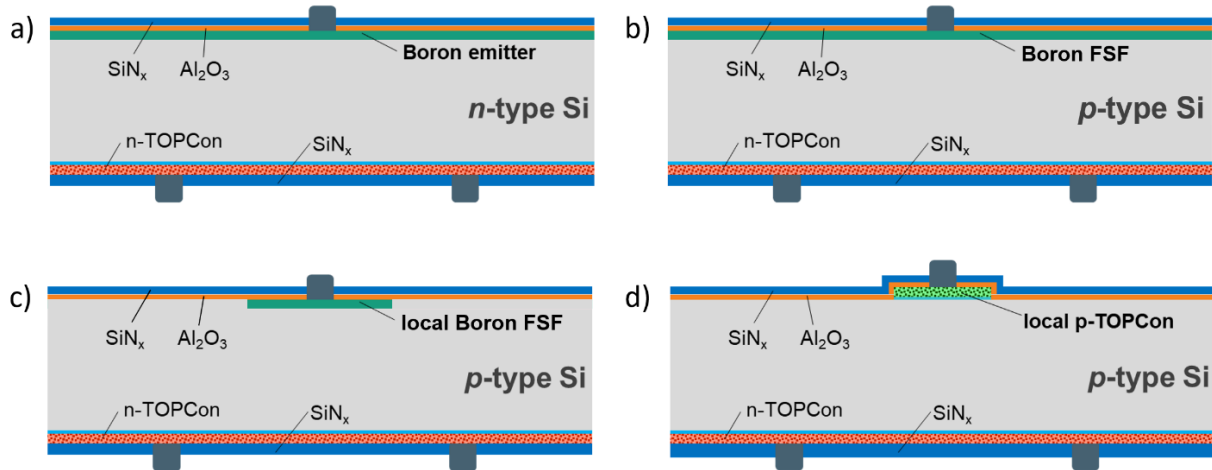 a)
Boron emitter
SiNₓ
Al₂O₃
n-type Si
n-TOPCon
SiNₓ
b)
Boron FSF
SiNₓ
Al₂O₃
p-type Si
n-TOPCon
SiNₓ
c)
local Boron FSF
SiNₓ
Al₂O₃
p-type Si
n-TOPCon
SiNₓ
d)
local p-TOPCon
SiNₓ
Al₂O₃
p-type Si
n-TOPCon
SiNₓ